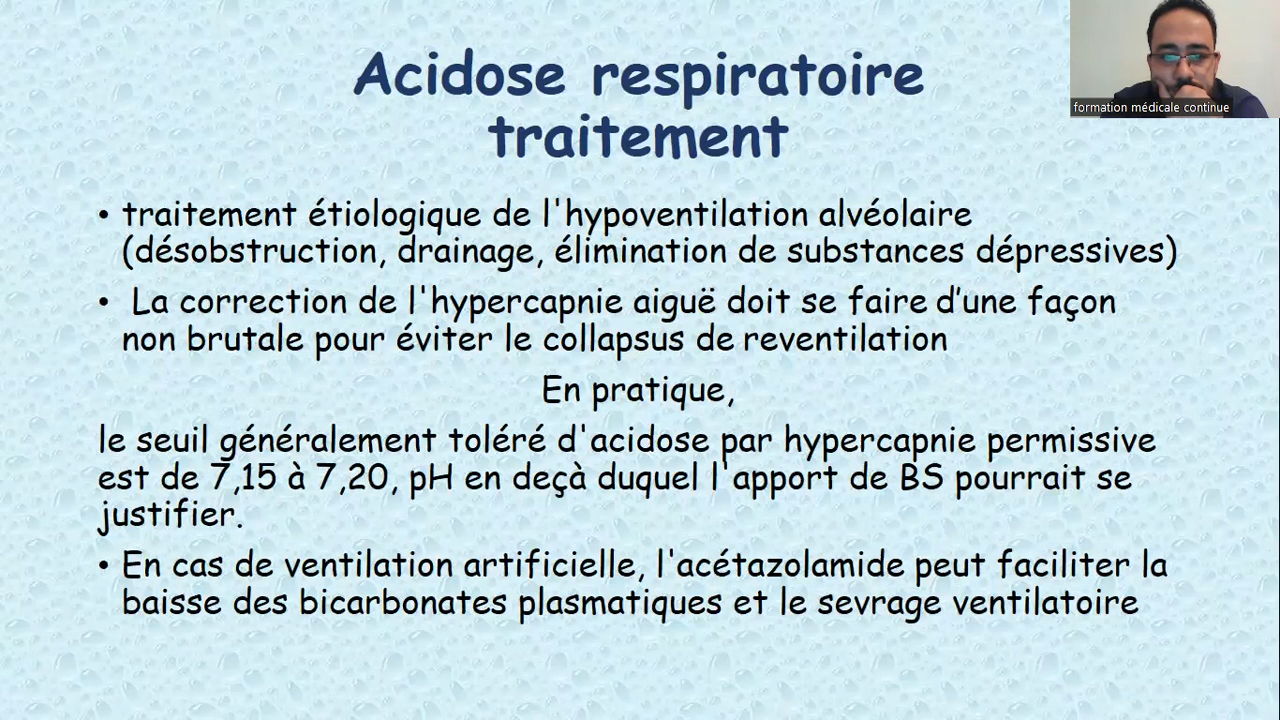 Acidose respiratoire
traitement
formation médicale continue
• traitement étiologique de l'hypoventilation alvéolaire
(désobstruction, drainage, élimination de substances dépressives)
• La correction de l'hypercapnie aiguë doit se faire d’une façon
non brutale pour éviter le collapsus de reventilation
En pratique,
le seuil généralement toléré d'acidose par hypercapnie permissive
est de 7,15 à 7,20, pH en deçà duquel l'apport de BS pourrait se
justifier.
• En cas de ventilation artificielle, l'acétazolamide peut faciliter la
baisse des bicarbonates plasmatiques et le sevrage ventilatoire